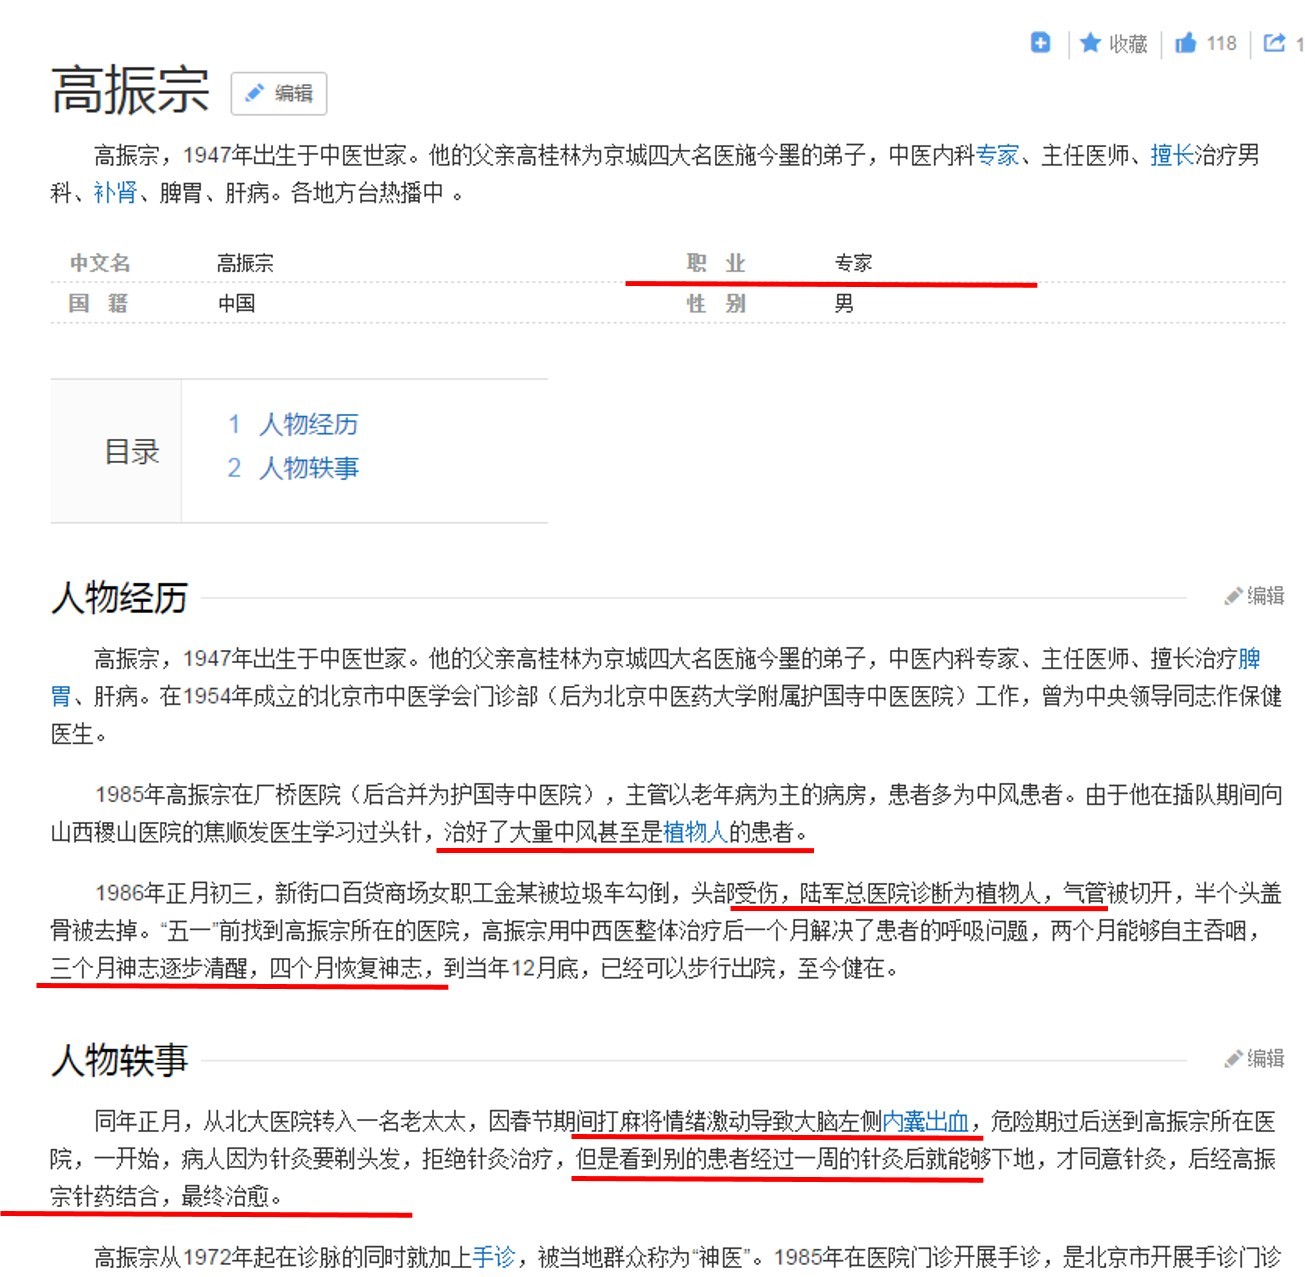 收藏 118 1
高振宗 编辑
高振宗，1947年出生于中医世家。他的父亲高桂林为京城四大名医施今墨的弟子，中医内科专家、主任医师、擅长治疗男
科、补肾、脾胃、肝病。各地方台热播中 。
中文名 高振宗 职 业 专家
国 籍 中国 性 别 男
目录
1 人物经历
2 人物轶事
人物经历 编辑
高振宗，1947年出生于中医世家。他的父亲高桂林为京城四大名医施今墨的弟子，中医内科专家、主任医师、擅长治疗脾
胃、肝病。在1954年成立的北京市中医学会门诊部（后为北京中医药大学附属护国寺中医医院）工作，曾为中央领导同志作保健
医生。
1985年高振宗在厂桥医院（后合并为护国寺中医院），主管以老年病为主的病房，患者多为中风患者。由于他在插队期间向
山西稷山医院的焦顺发医生学习过头针，治好了大量中风甚至是植物人的患者。
1986年正月初三，新街口百货商场女职工金某被垃圾车勾倒，头部受伤，陆军总医院诊断为植物人，气管被切开，半个头盖
骨被去掉。“五一”前找到高振宗所在的医院，高振宗用中西医整体治疗后一个月解决了患者的呼吸问题，两个月能够自主吞咽，
三个月神志逐步清醒，四个月恢复神志，到当年12月底，已经可以步行出院，至今健在。
人物轶事 编辑
同年正月，从北大医院转入一名老太太，因春节期间打麻将情绪激动导致大脑左侧内囊出血，危险期过后送到高振宗所在医
院，一开始，病人因为针灸要剃头发，拒绝针灸治疗，但是看到别的患者经过一周的针灸后就能够下地，才同意针灸，后经高振
宗针药结合，最终治愈。
高振宗从1972年起在诊脉的同时就加上手诊，被当地群众称为“神医”。1985年在医院门诊开展手诊，是北京市开展手诊门诊